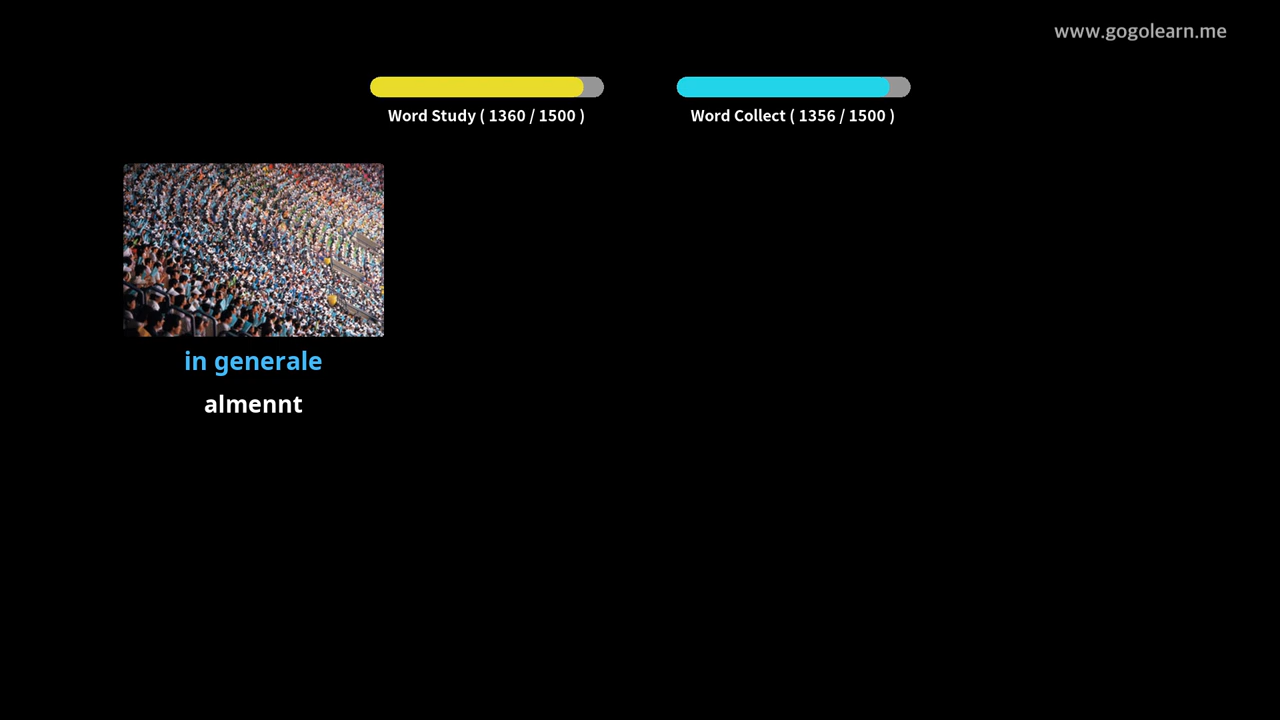 www.gogolearn.me
Word Study ( 1360 / 1500 )
Word Collect ( 1356 / 1500 )
in generale
almennt